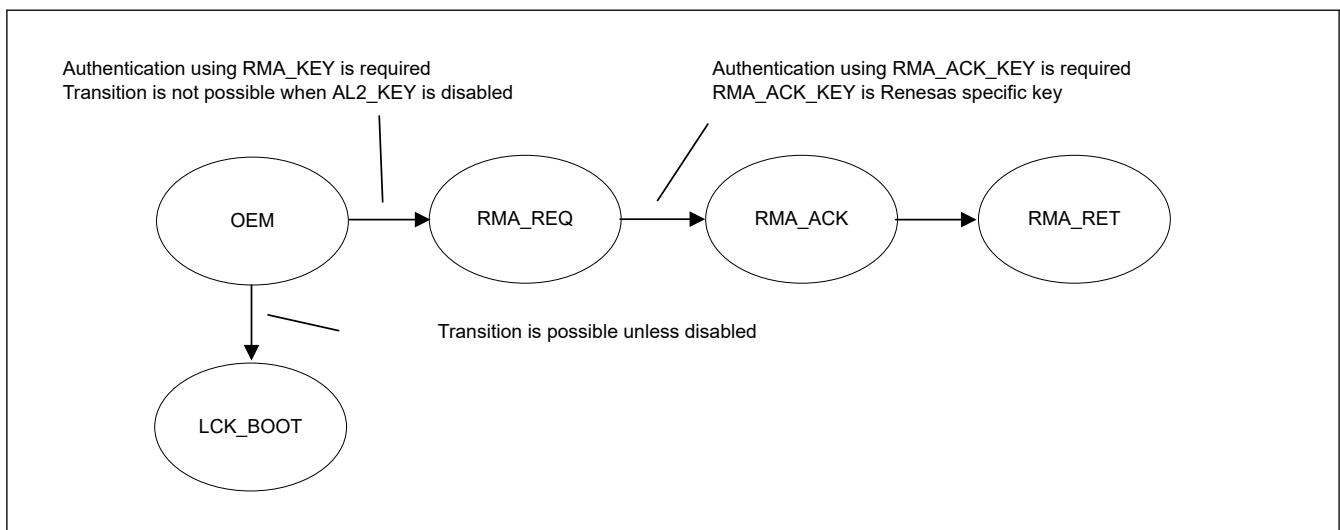 Authentication using RMA_KEY is required
Transition is not possible when AL2_KEY is disabled
Authentication using RMA_ACK_KEY is required
RMA_ACK_KEY is Renesas specific key
OEM
RMA_REQ
RMA_ACK
RMA_RET
Transition is possible unless disabled
LCK_BOOT